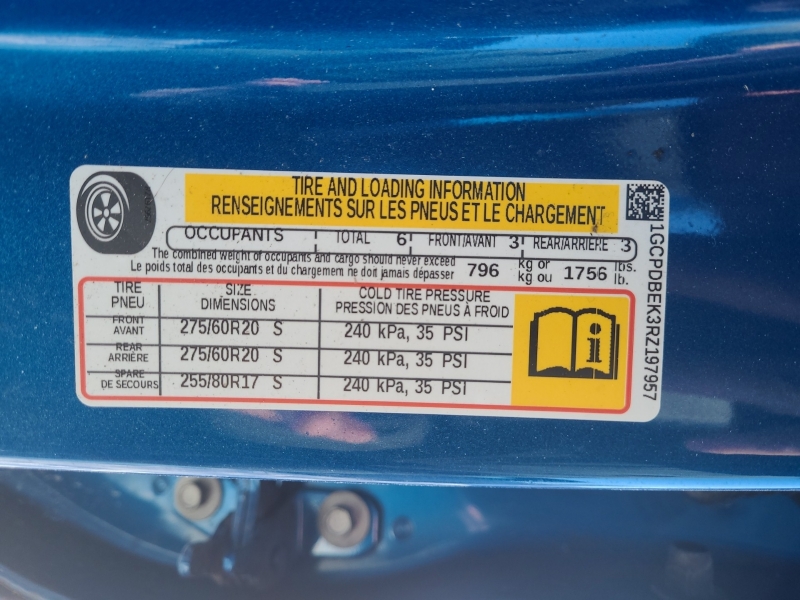 TIRE AND LOADING INFORMATION
RENSEIGNEMENTS SUR LES PNEUS ET LE CHARGEMENT
OCCUPANTS TOTAL 6 FRONT/AVANT 3 REAR/ARRIÈRE 3
The combined weight of occupants and cargo should never exceed
Le poids total des occupants et du chargement ne doit jamais dépasser
796 kg or
kg ou 1756 lbs.
lb.
TIRE
PNEU
SIZE
DIMENSIONS
COLD TIRE PRESSURE
PRESSION DES PNEUS À FROID
FRONT
AVANT
275/60R20 S
240 kPa, 35 PSI
REAR
ARRIÈRE
275/60R20 S
240 kPa, 35 PSI
SPARE
DE SECOURS
255/80R17 S
240 kPa, 35 PSI
1GCPDBEK3RZ197957